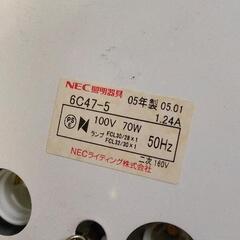 NEC照明器具 05年製 05.01
6C47-5 1.24A
PS E 100V 70W 50Hz
ランプ FCL30/28×1
FCL32/30×1
二次 160V
NECライティング株式会社